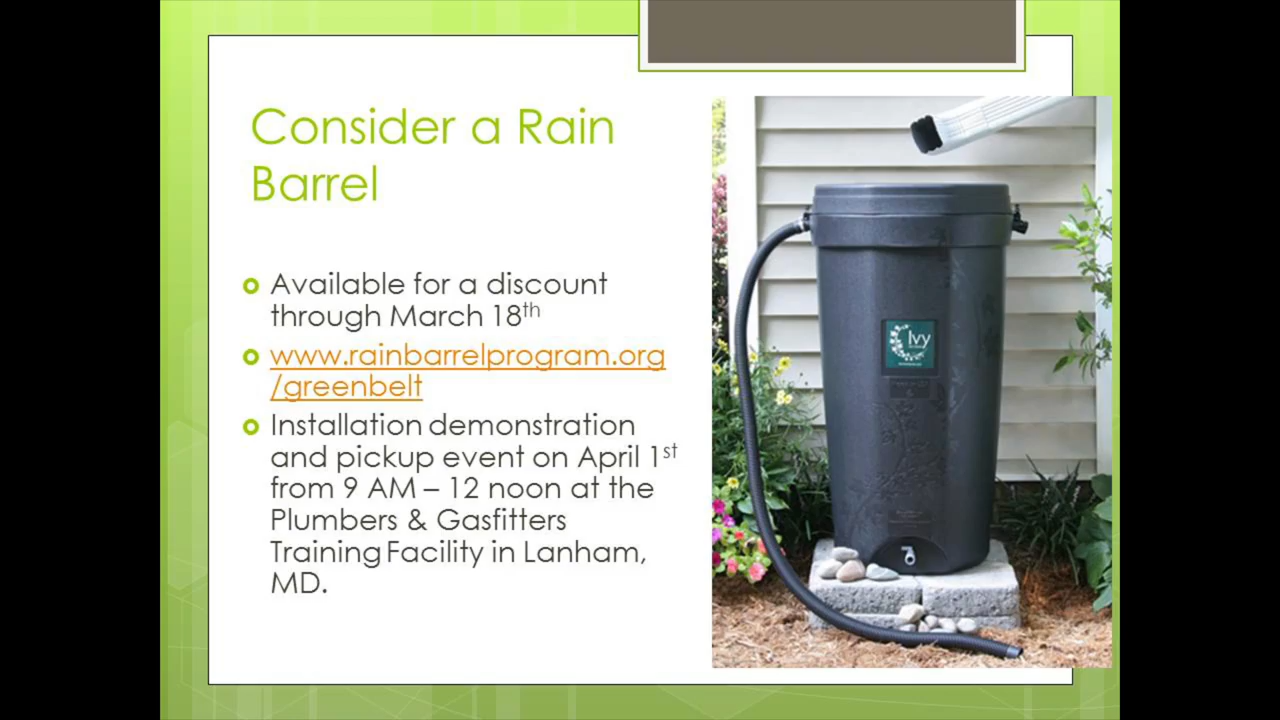 Consider a Rain
Barrel
Available for a discount
through March 18th
www.rainbarrelprogram.org
/greenbelt
Installation demonstration
and pickup event on April 1st
from 9 AM – 12 noon at the
Plumbers & Gasfitters
Training Facility in Lanham,
MD.
Ivy